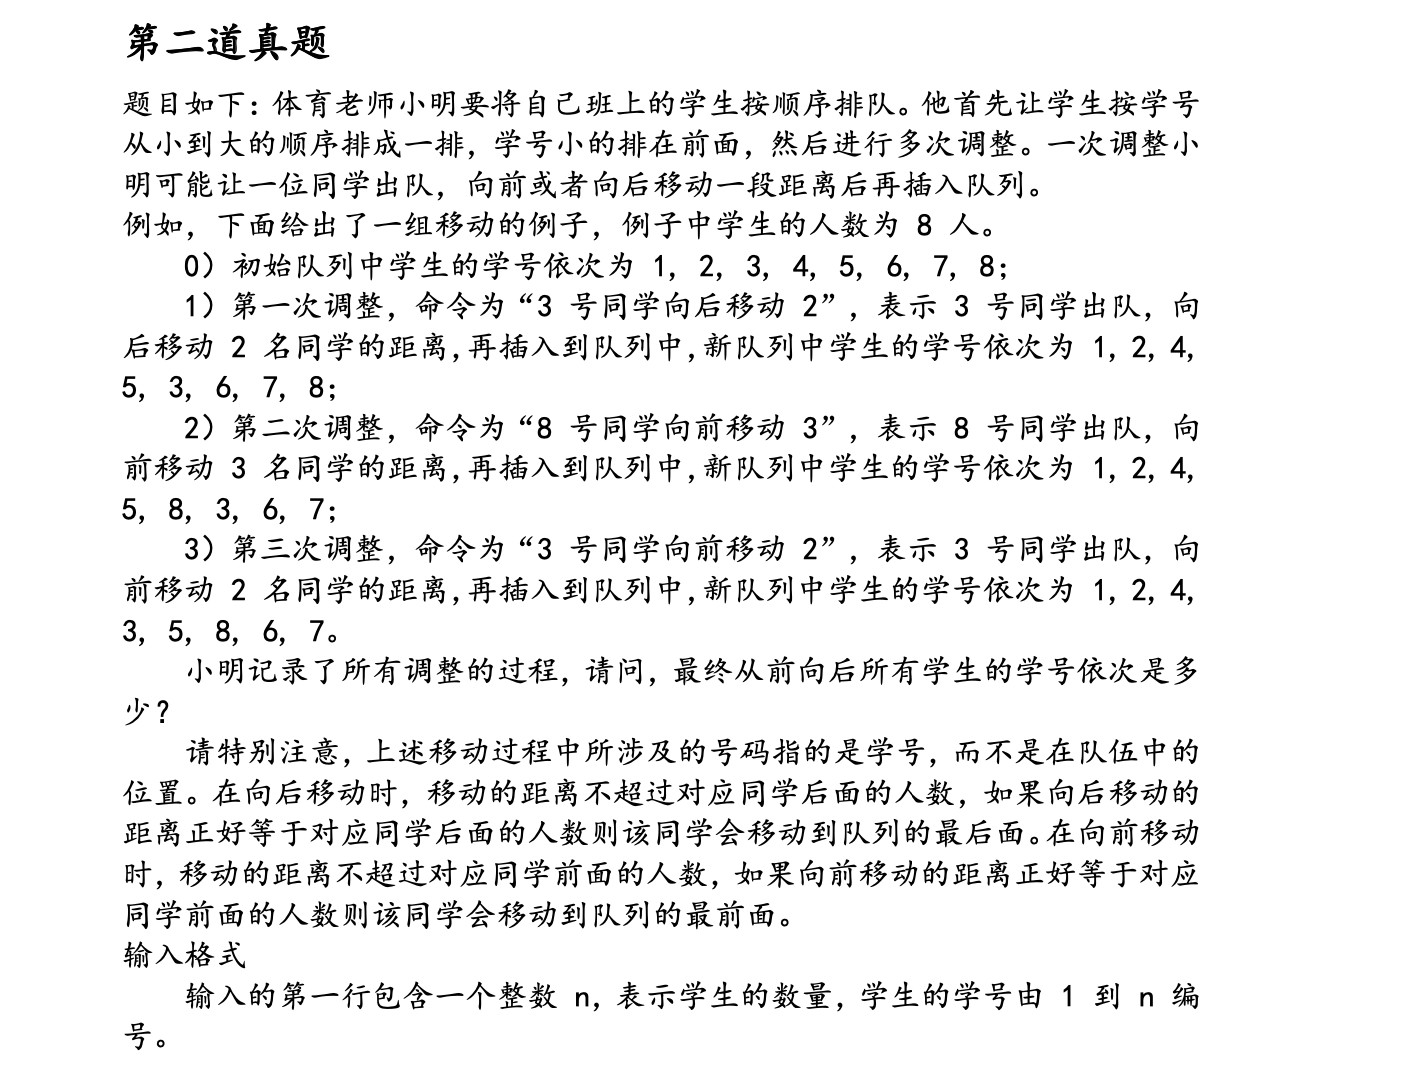 第二道真题
题目如下：体育老师小明要将自己班上的学生按顺序排队。他首先让学生按学号
从小到大的顺序排成一排，学号小的排在前面，然后进行多次调整。一次调整小
明可能让一位同学出队，向前或者向后移动一段距离后再插入队列。
例如，下面给出了一组移动的例子，例子中学生的人数为 8 人。
0）初始队列中学生的学号依次为 1, 2, 3, 4, 5, 6, 7, 8；
1）第一次调整，命令为“3 号同学向后移动 2”，表示 3 号同学出队，向
后移动 2 名同学的距离，再插入到队列中，新队列中学生的学号依次为 1, 2, 4,
5, 3, 6, 7, 8；
2）第二次调整，命令为“8 号同学向前移动 3”，表示 8 号同学出队，向
前移动 3 名同学的距离，再插入到队列中，新队列中学生的学号依次为 1, 2, 4,
5, 8, 3, 6, 7；
3）第三次调整，命令为“3 号同学向前移动 2”，表示 3 号同学出队，向
前移动 2 名同学的距离，再插入到队列中，新队列中学生的学号依次为 1, 2, 4,
3, 5, 8, 6, 7。
小明记录了所有调整的过程，请问，最终从前向后所有学生的学号依次是多
少？
请特别注意，上述移动过程中所涉及的号码指的是学号，而不是在队伍中的
位置。在向后移动时，移动的距离不超过对应同学后面的人数，如果向后移动的
距离正好等于对应同学后面的人数则该同学会移动到队列的最后面。在向前移动
时，移动的距离不超过对应同学前面的人数，如果向前移动的距离正好等于对应
同学前面的人数则该同学会移动到队列的最前面。
输入格式
输入的第一行包含一个整数 n，表示学生的数量，学生的学号由 1 到 n 编
号。